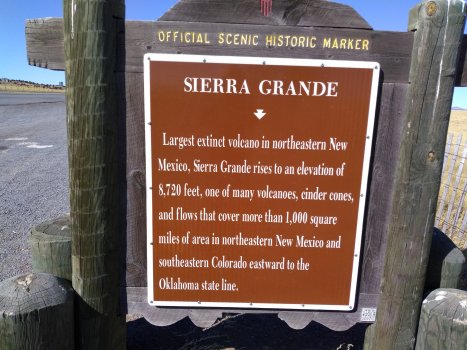 OFFICIAL SCENIC HISTORIC MARKER
SIERRA GRANDE
Largest extinct volcano in northeastern New
Mexico, Sierra Grande rises to an elevation of
8,720 feet, one of many volcanoes, cinder cones,
and flows that cover more than 1,000 square
miles of area in northeastern New Mexico and
southeastern Colorado eastward to the
Oklahoma state line.